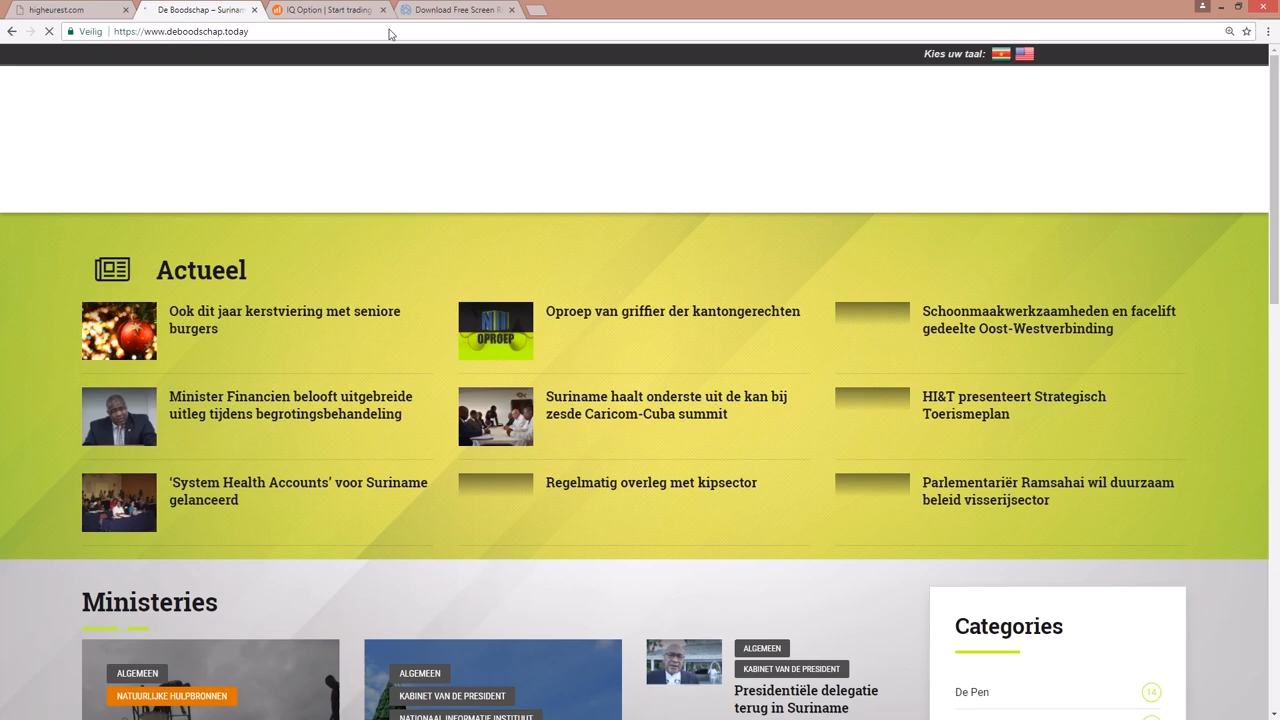 higheurest.com
De Boodschap – Surinam
IQ Option | Start trading
Download Free Screen R
Veilig
https://www.deboodschap.today
Kies uw taal:
Actueel
Ook dit jaar kerstviering met seniore
burgers
Oproep van griffier der kantongerechten
Schoonmaakwerkzaamheden en facelift
gedeelte Oost-Westverbinding
OPROEP
Minister Financien belooft uitgebreide
uitleg tijdens begrotingsbehandeling
Suriname haalt onderste uit de kan bij
zesde Caricom-Cuba summit
HI&T presenteert Strategisch
Toerismeplan
‘System Health Accounts’ voor Suriname
gelanceerd
Regelmatig overleg met kipsector
Parlementariër Ramsahai wil duurzaam
beleid visserijsector
Ministeries
Categories
ALGEMEEN
NATUURLIJKE HULPBRONNEN
ALGEMEEN
KABINET VAN DE PRESIDENT
NATIONAAL INFORMATIE INSTITUUT
ALGEMEEN
KABINET VAN DE PRESIDENT
Presidentiële delegatie
terug in Suriname
De Pen
14